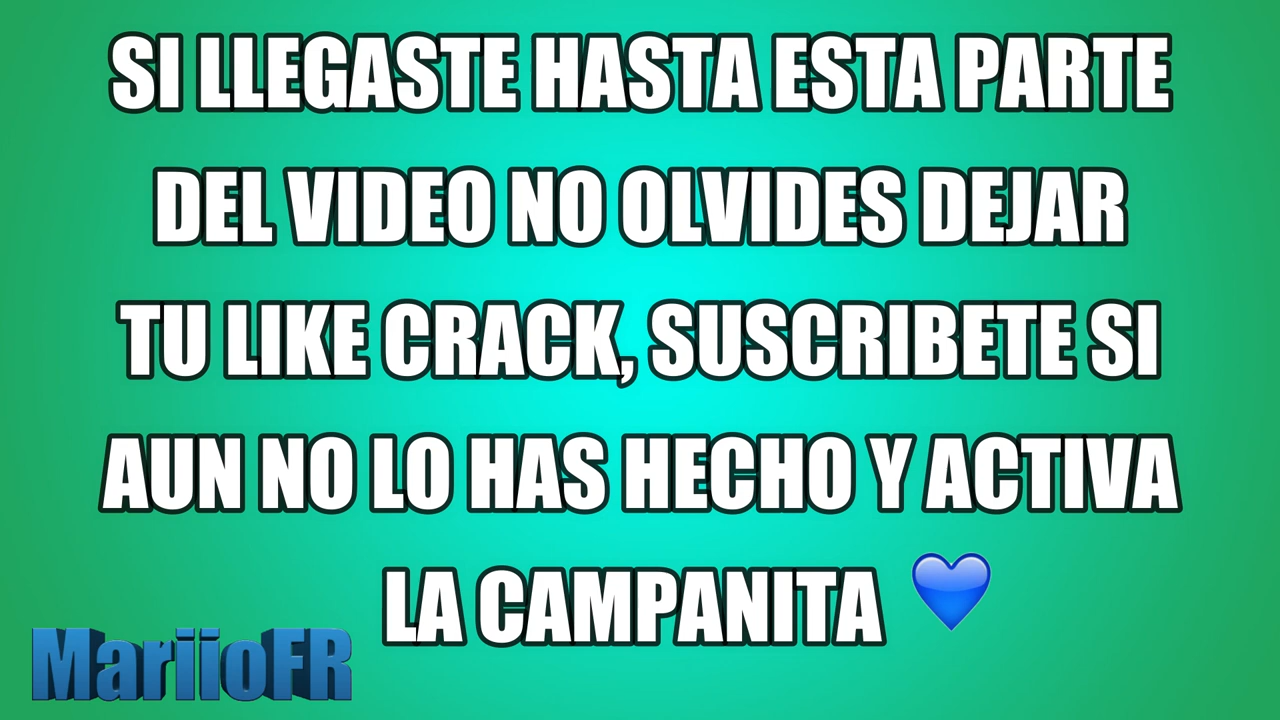 SI LLEGASTE HASTA ESTA PARTE
DEL VIDEO NO OLVIDES DEJAR
TU LIKE CRACK, SUSCRIBETE SI
AUN NO LO HAS HECHO Y ACTIVA
LA CAMPANITA 💙
MariioFR